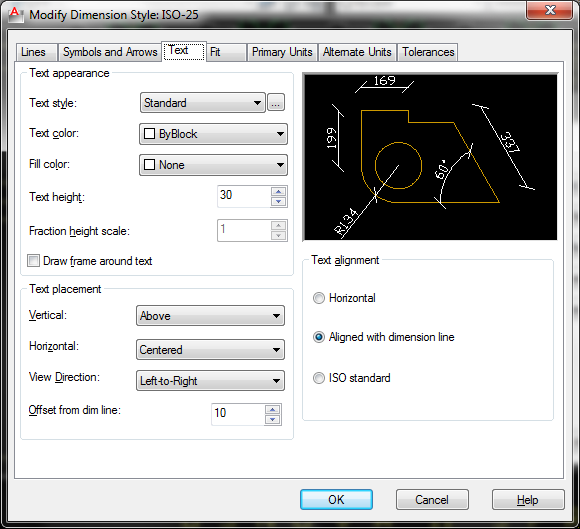 Modify Dimension Style: ISO-25
Lines Symbols and Arrows Text Fit Primary Units Alternate Units Tolerances
Text appearance
Text style: Standard ...
Text color: ByBlock
Fill color: None
Text height: 30
Fraction height scale: 1
Draw frame around text
Text placement
Vertical: Above
Horizontal: Centered
View Direction: Left-to-Right
Offset from dim line: 10
169
199
337
60°
R134
Text alignment
Horizontal
Aligned with dimension line
ISO standard
OK Cancel Help